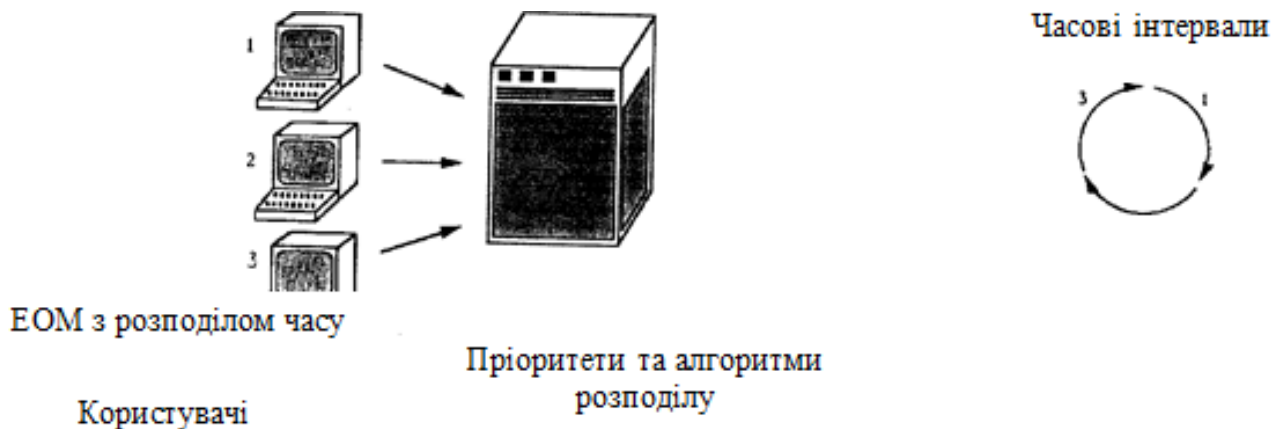 Часові інтервали
1
3
1
2
3
ЕОМ з розподілом часу
Пріоритети та алгоритми
розподілу
Користувачі